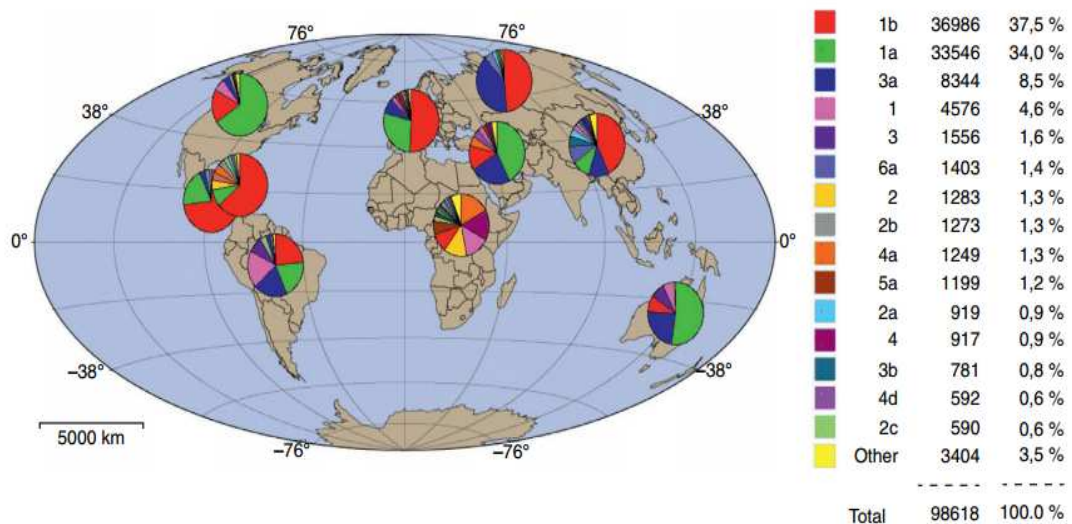 76°
76°
38°
38°
0°
0°
–38°
–38°
5000 km
–76°
–76°
1b 36986 37,5 %
1a 33546 34,0 %
3a 8344 8,5 %
1 4576 4,6 %
3 1556 1,6 %
6a 1403 1,4 %
2 1283 1,3 %
2b 1273 1,3 %
4a 1249 1,3 %
5a 1199 1,2 %
2a 919 0,9 %
4 917 0,9 %
3b 781 0,8 %
4d 592 0,6 %
2c 590 0,6 %
Other 3404 3,5 %
Total 98618 100.0 %